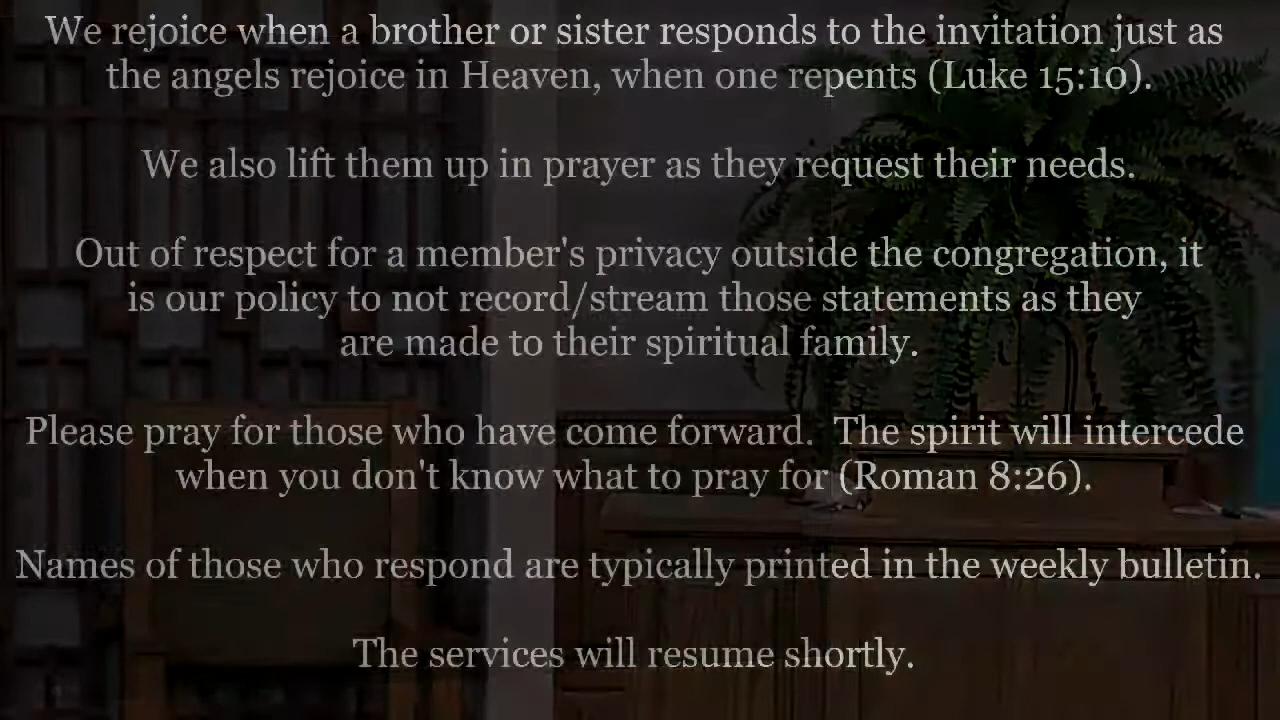 We rejoice when a brother or sister responds to the invitation just as
the angels rejoice in Heaven, when one repents (Luke 15:10).
We also lift them up in prayer as they request their needs.
Out of respect for a member's privacy outside the congregation, it
is our policy to not record/stream those statements as they
are made to their spiritual family.
Please pray for those who have come forward.  The spirit will intercede
when you don't know what to pray for (Roman 8:26).
Names of those who respond are typically printed in the weekly bulletin.
The services will resume shortly.